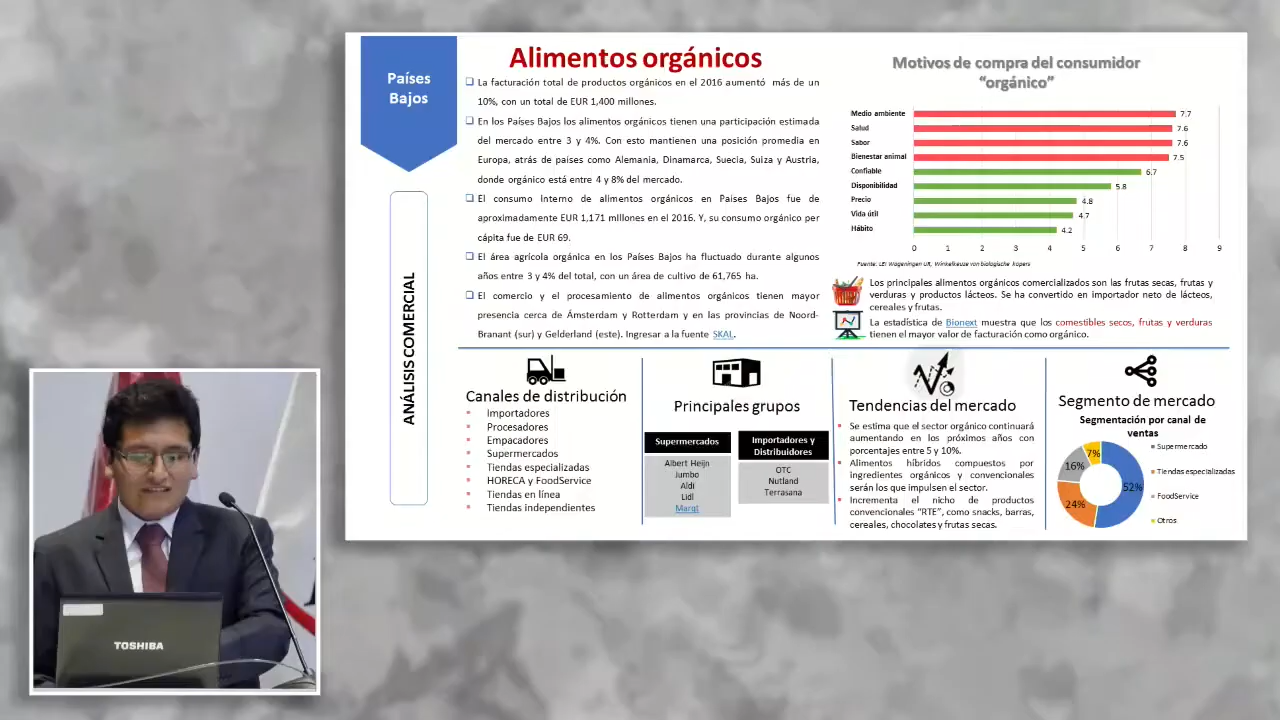 Países
Bajos
ANÁLISIS COMERCIAL
Alimentos orgánicos
La facturación total de productos orgánicos en el 2016 aumentó más de un
10%, con un total de EUR 1,400 millones.
En los Países Bajos los alimentos orgánicos tienen una participación estimada
del mercado entre 3 y 4%. Con esto mantienen una posición promedia en
Europa, atrás de países como Alemania, Dinamarca, Suecia, Suiza y Austria,
donde orgánico está entre 4 y 8% del mercado.
El consumo interno de alimentos orgánicos en Países Bajos fue de
aproximadamente EUR 1,171 millones en el 2016. Y, su consumo orgánico per
cápita fue de EUR 69.
El área agrícola orgánica en los Países Bajos ha fluctuado durante algunos
años entre 3 y 4% del total, con un área de cultivo de 61,765 ha.
El comercio y el procesamiento de alimentos orgánicos tienen mayor
presencia cerca de Ámsterdam y Rotterdam y en las provincias de Noord-
Branant (sur) y Gelderland (este). Ingresar a la fuente SKAL.
Motivos de compra del consumidor
“orgánico”
Medio ambiente 7.7
Salud 7.6
Sabor 7.6
Bienestar animal 7.5
Confiable 6.7
Disponibilidad 5.8
Precio 4.8
Vida útil 4.7
Hábito 4.2
0 1 2 3 4 5 6 7 8 9
Fuente: LEI Wageningen UR, Winkelkeuze von biologische kopers
Los principales alimentos orgánicos comercializados son las frutas secas, frutas y
verduras y productos lácteos. Se ha convertido en importador neto de lácteos,
cereales y frutas.
La estadística de Bionext muestra que los comestibles secos, frutas y verduras
tienen el mayor valor de facturación como orgánico.
Canales de distribución
Importadores
Procesadores
Empacadores
Supermercados
Tiendas especializadas
HORECA y FoodService
Tiendas en línea
Tiendas independientes
Principales grupos
Supermercados
Albert Heijn
Jumbo
Aldi
Lidl
Marqt
Importadores y
Distribuidores
OTC
Nutland
Terrasana
Tendencias del mercado
Se estima que el sector orgánico continuará
aumentando en los próximos años con
porcentajes entre 5 y 10%.
Alimentos híbridos compuestos por
ingredientes orgánicos y convencionales
serán los que impulsen el sector.
Incrementa el nicho de productos
convencionales “RTE”, como snacks, barras,
cereales, chocolates y frutas secas.
Segmento de mercado
Segmentación por canal de
ventas
7%
16%
24%
52%
Supermercado
Tiendas especializadas
FoodService
Otros
TOSHIBA